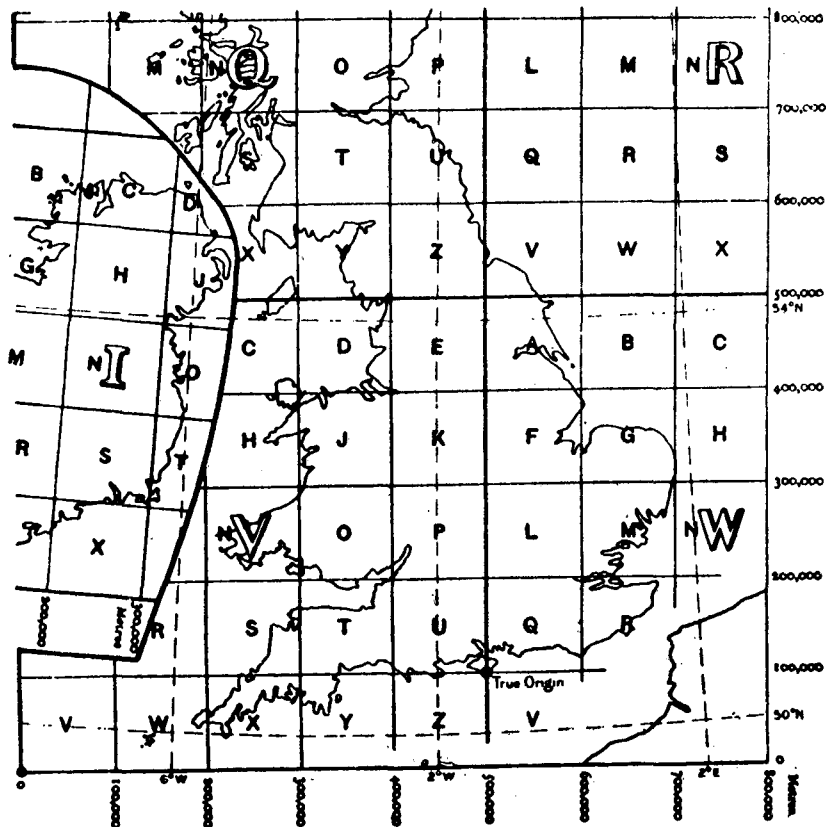 800,000
M N Q O P L M N R
700,000
S T U Q R S
B C D
600,000
G H J X Y Z V W X
500,000
54°N
M N I O C D E A B C
400,000
R S T H J K F G H
300,000
X N V O P L M N W
200,000
300,000 Metres 300,000
R S T U Q R
100,000
True Origin
V W X Y Z V
50°N
0
0 100,000 6°W 200,000 300,000 400,000 2°W 500,000 600,000 700,000 2°E 800,000 Metres